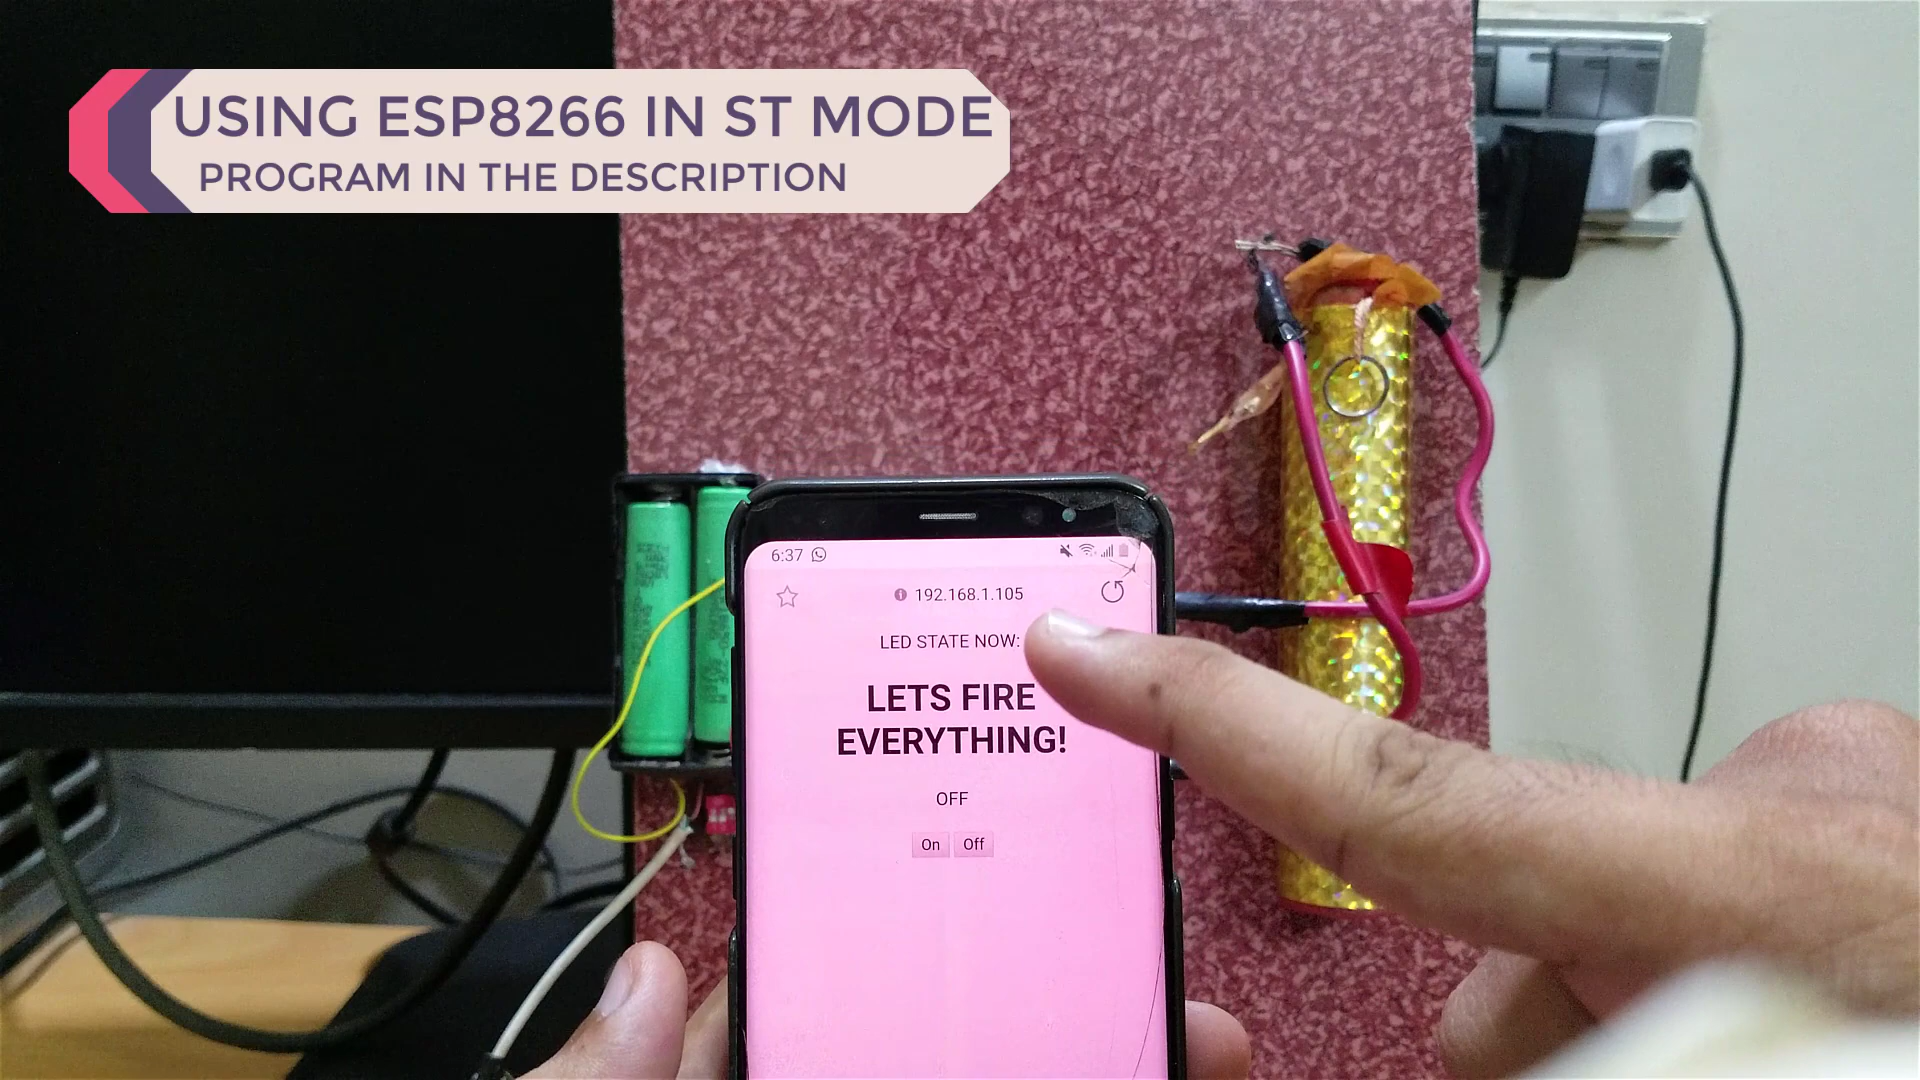 USING ESP8266 IN ST MODE
PROGRAM IN THE DESCRIPTION
6:37
192.168.1.105
LED STATE NOW:
LETS FIRE
EVERYTHING!
OFF
On Off